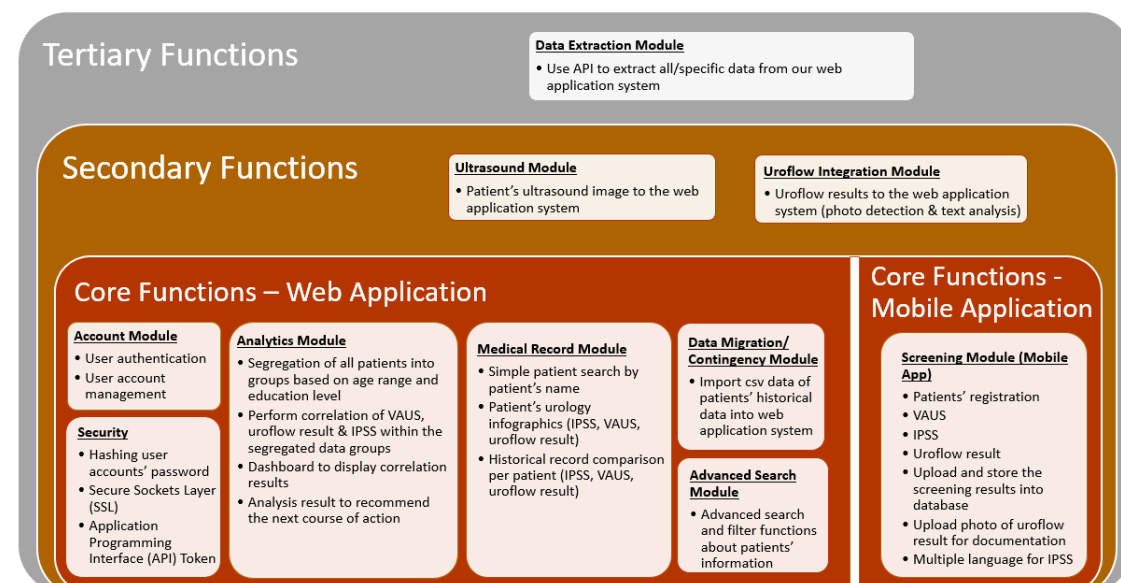 Tertiary Functions
Data Extraction Module
• Use API to extract all/specific data from our web
application system
Secondary Functions
Ultrasound Module
• Patient's ultrasound image to the web
application system
Uroflow Integration Module
• Uroflow results to the web application
system (photo detection & text analysis)
Core Functions – Web Application
Account Module
• User authentication
• User account
management
Security
• Hashing user
accounts' password
• Secure Sockets Layer
(SSL)
• Application
Programming
Interface (API) Token
Analytics Module
• Segregation of all patients into
groups based on age range and
education level
• Perform correlation of VAUS,
uroflow result & IPSS within the
segregated data groups
• Dashboard to display correlation
results
• Analysis result to recommend
the next course of action
Medical Record Module
• Simple patient search by
patient's name
• Patient's urology
infographics (IPSS, VAUS,
uroflow result)
• Historical record comparison
per patient (IPSS, VAUS,
uroflow result)
Data Migration/
Contingency Module
• Import csv data of
patients' historical
data into web
application system
Advanced Search
Module
• Advanced search
and filter functions
about patients'
information
Core Functions -
Mobile Application
Screening Module (Mobile
App)
• Patients' registration
• VAUS
• IPSS
• Uroflow result
• Upload and store the
screening results into
database
• Upload photo of uroflow
result for documentation
• Multiple language for IPSS